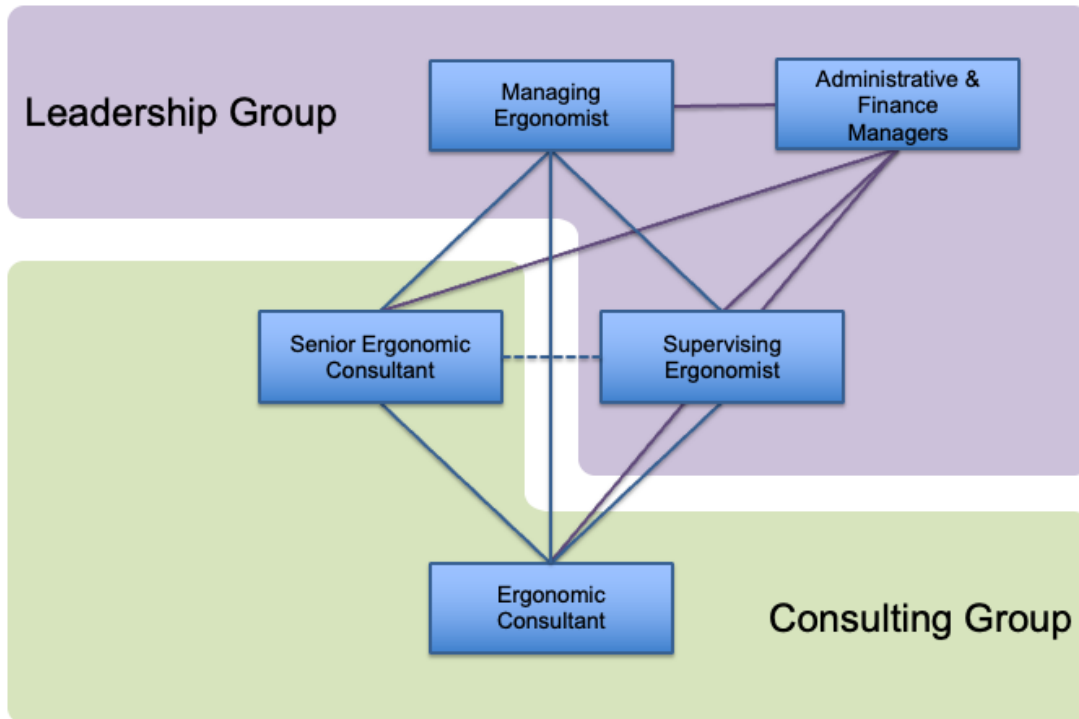 Leadership Group
Managing
Ergonomist
Administrative &
Finance
Managers
Senior Ergonomic
Consultant
Supervising
Ergonomist
Ergonomic
Consultant
Consulting Group